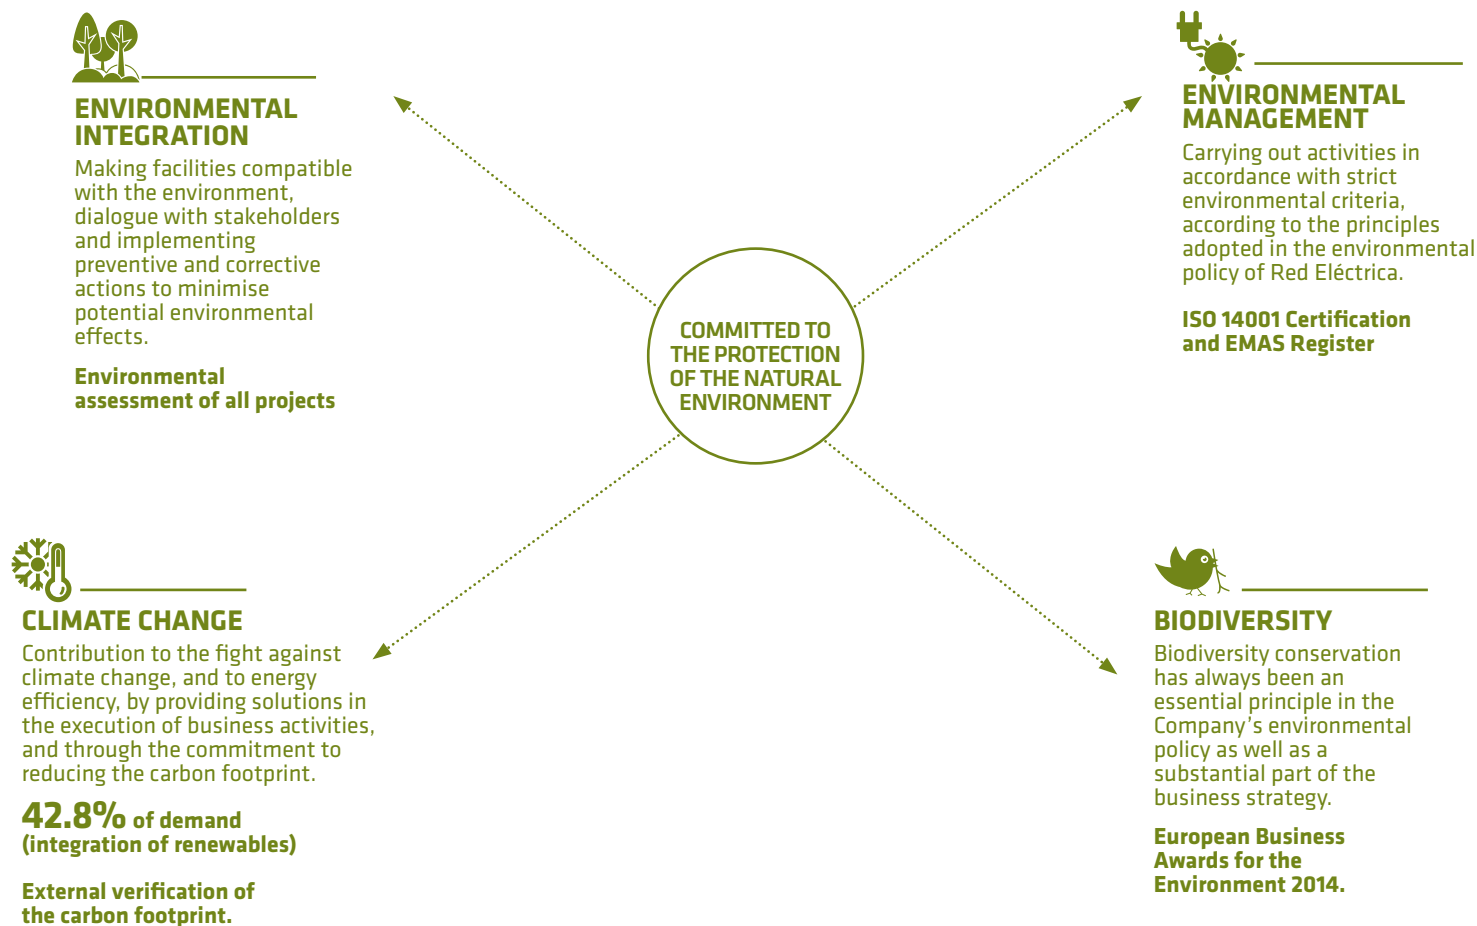 ENVIRONMENTAL
INTEGRATION
Making facilities compatible
with the environment,
dialogue with stakeholders
and implementing
preventive and corrective
actions to minimise
potential environmental
effects.
Environmental
assessment of all projects
ENVIRONMENTAL
MANAGEMENT
Carrying out activities in
accordance with strict
environmental criteria,
according to the principles
adopted in the environmental
policy of Red Eléctrica.
ISO 14001 Certification
and EMAS Register
COMMITTED TO
THE PROTECTION
OF THE NATURAL
ENVIRONMENT
CLIMATE CHANGE
Contribution to the fight against
climate change, and to energy
efficiency, by providing solutions in
the execution of business activities,
and through the commitment to
reducing the carbon footprint.
42.8% of demand
(integration of renewables)
External verification of
the carbon footprint.
BIODIVERSITY
Biodiversity conservation
has always been an
essential principle in the
Company's environmental
policy as well as a
substantial part of the
business strategy.
European Business
Awards for the
Environment 2014.